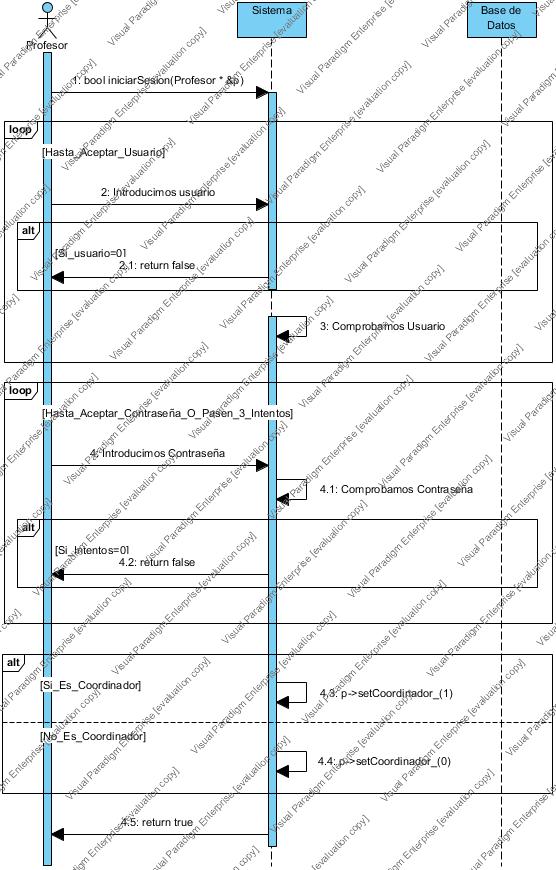 Profesor
Sistema
Base de
Datos
1: bool iniciarSesion(Profesor * &p)
loop
[Hasta_Aceptar_Usuario]
2: Introducimos usuario
alt
[Si_usuario=0]
2.1: return false
3: Comprobamos Usuario
loop
[Hasta_Aceptar_Contraseña_O_Pasen_3_Intentos]
4: Introducimos Contraseña
4.1: Comprobamos Contraseña
alt
[Si_Intentos=0]
4.2: return false
alt
[Si_Es_Coordinador]
4.3: p->setCoordinador_(1)
[No_Es_Coordinador]
4.4: p->setCoordinador_(0)
4.5: return true
Visual Paradigm Enterprise [evaluation copy]